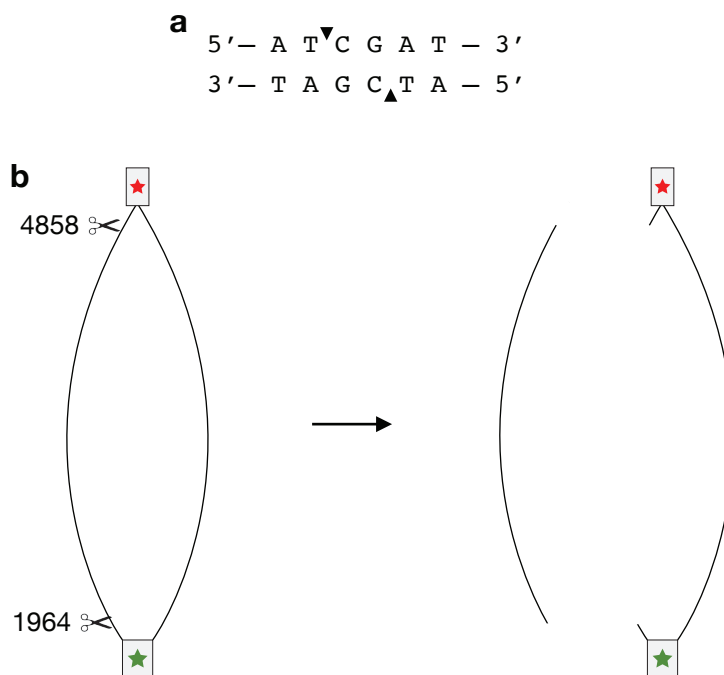 a
5′– A T▼C G A T – 3′
3′– T A G C▲T A – 5′
b
4858
1964